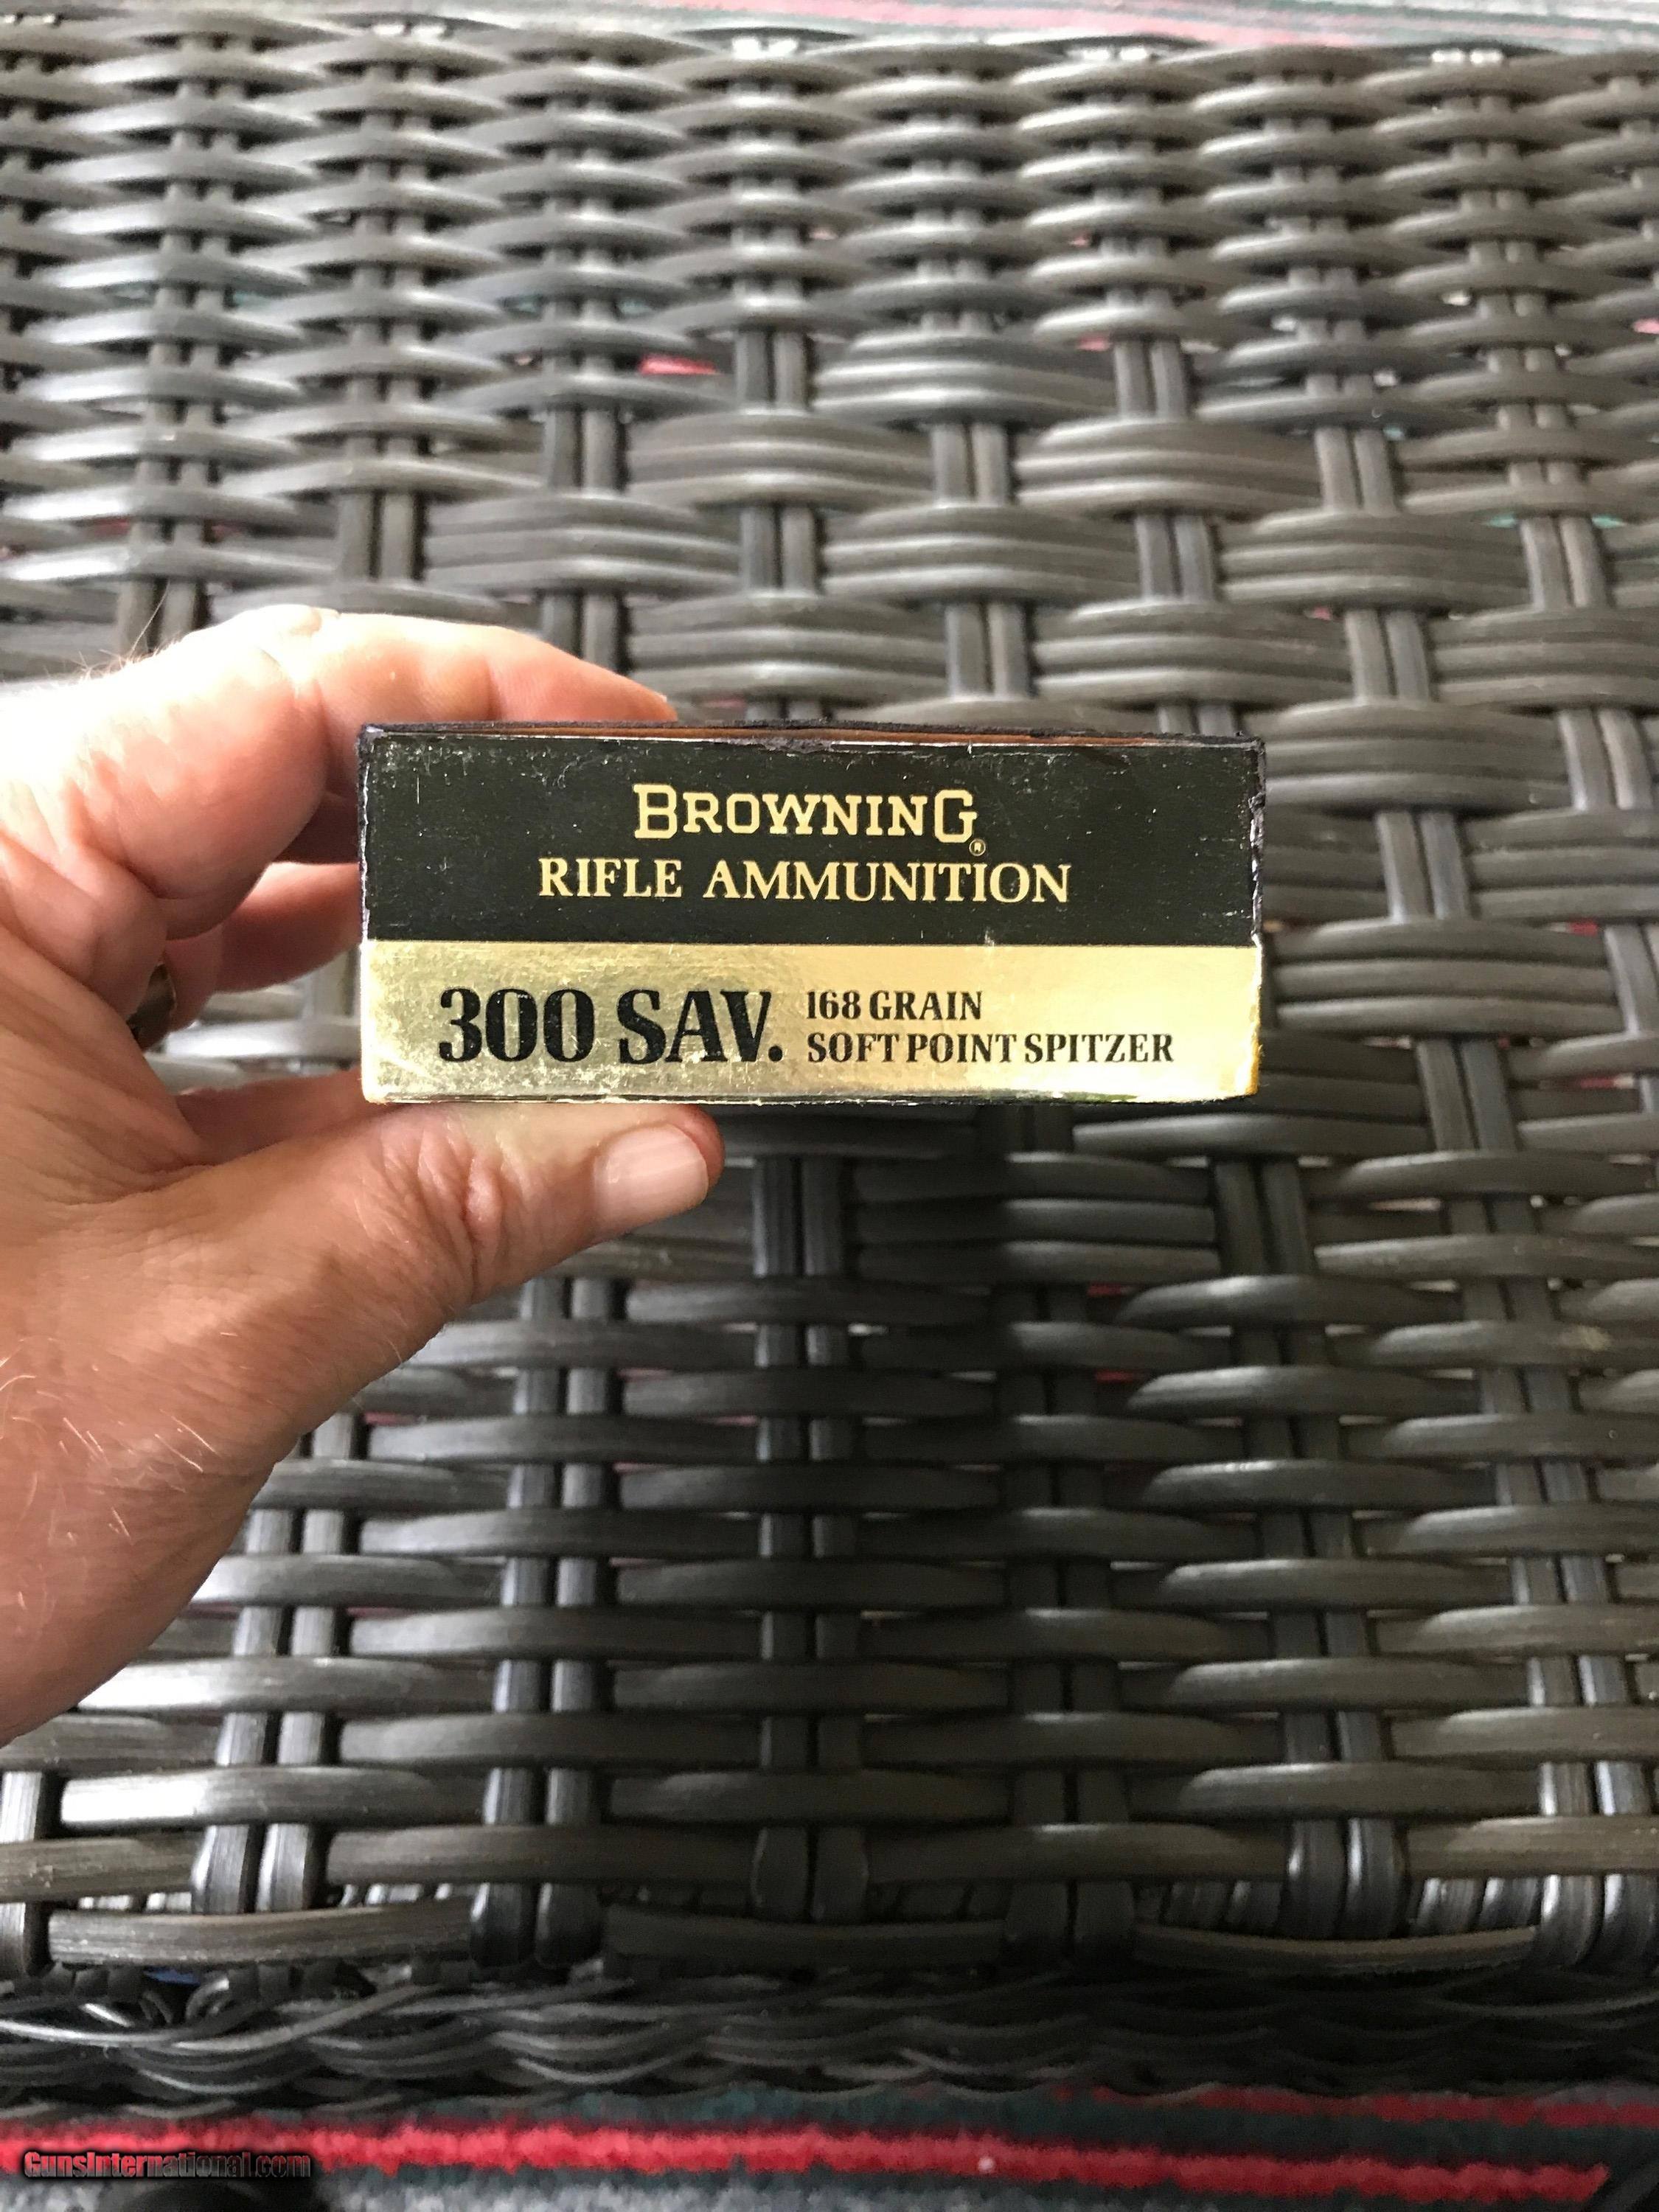 BROWNING®
RIFLE AMMUNITION
300 SAV.
168 GRAIN
SOFT POINT SPITZER
GunsInternational.com